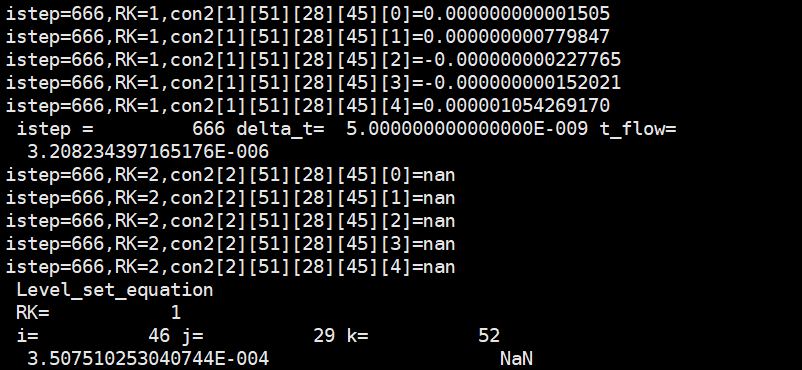 istep=666,RK=1,con2[1][51][28][45][0]=0.000000000001505
istep=666,RK=1,con2[1][51][28][45][1]=0.000000000779847
istep=666,RK=1,con2[1][51][28][45][2]=-0.000000000227765
istep=666,RK=1,con2[1][51][28][45][3]=-0.000000000152021
istep=666,RK=1,con2[1][51][28][45][4]=0.000001054269170
istep =         666 delta_t=  5.000000000000000E-009 t_flow=
3.208234397165176E-006
istep=666,RK=2,con2[2][51][28][45][0]=nan
istep=666,RK=2,con2[2][51][28][45][1]=nan
istep=666,RK=2,con2[2][51][28][45][2]=nan
istep=666,RK=2,con2[2][51][28][45][3]=nan
istep=666,RK=2,con2[2][51][28][45][4]=nan
Level_set_equation
RK=           1
i=          46 j=          29 k=          52
3.507510253040744E-004                       NaN